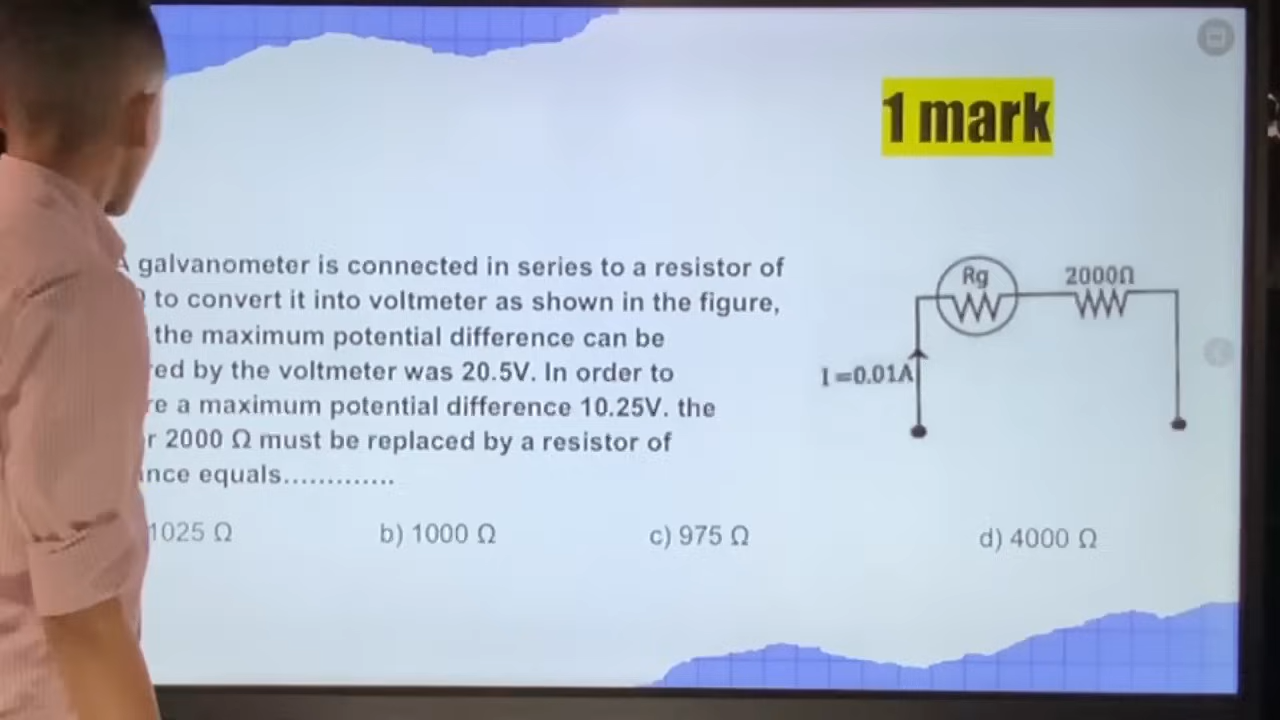 1 mark
galvanometer is connected in series to a resistor of
to convert it into voltmeter as shown in the figure,
the maximum potential difference can be
ed by the voltmeter was 20.5V. In order to
re a maximum potential difference 10.25V. the
r 2000 Ω must be replaced by a resistor of
nce equals.............
Rg
2000Ω
I =0.01A
1025 Ω
b) 1000 Ω
c) 975 Ω
d) 4000 Ω